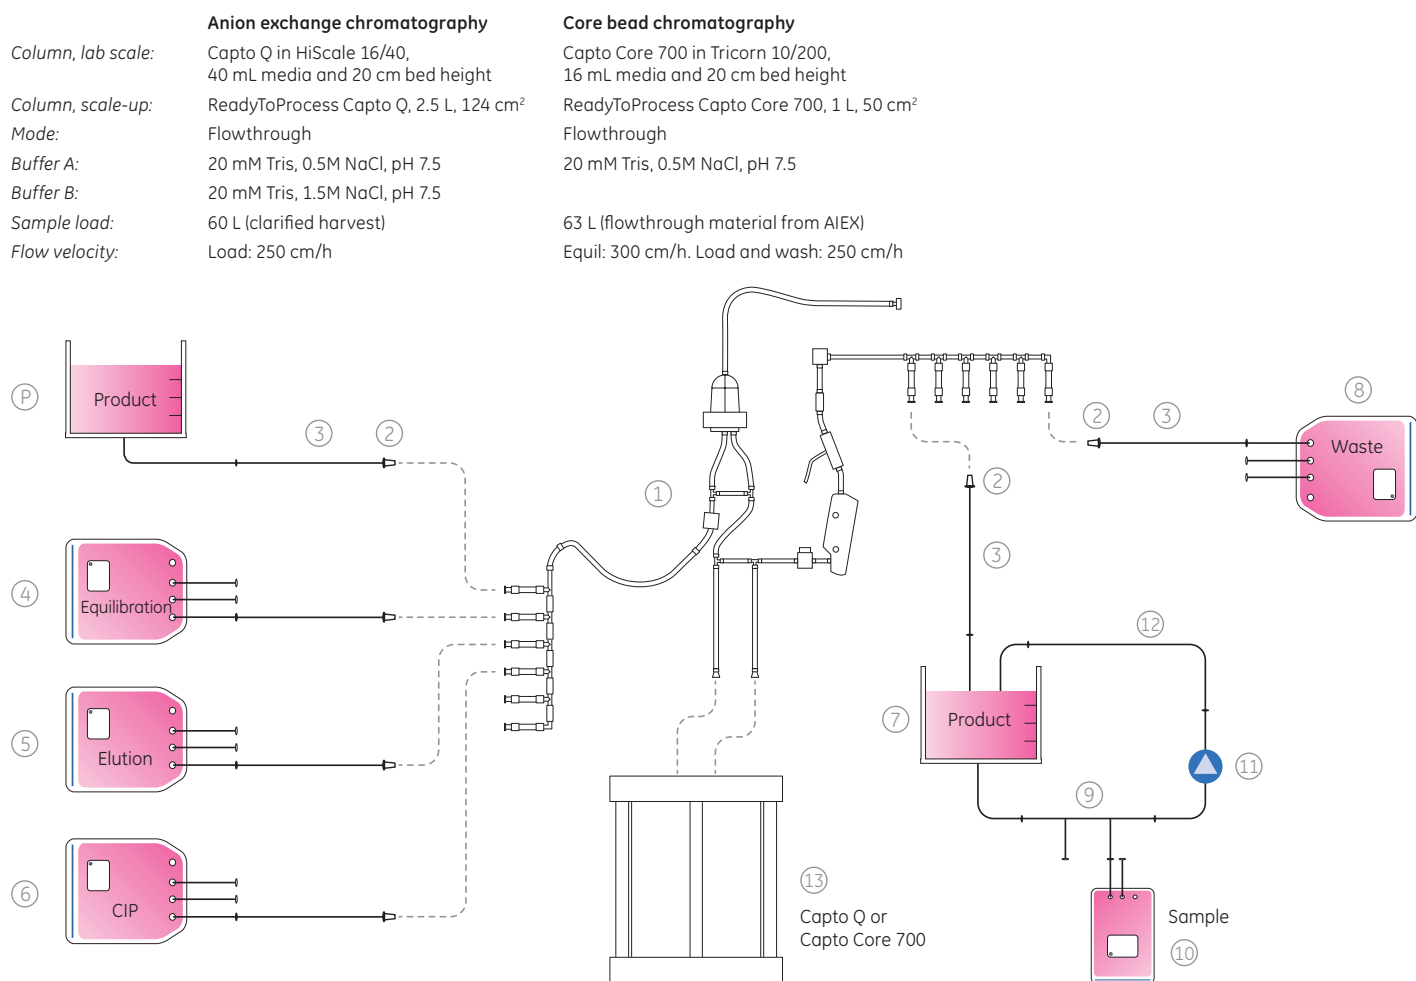 Anion exchange chromatography Core bead chromatography
Column, lab scale: Capto Q in HiScale 16/40, Capto Core 700 in Tricorn 10/200,
40 mL media and 20 cm bed height 16 mL media and 20 cm bed height
Column, scale-up: ReadyToProcess Capto Q, 2.5 L, 124 cm² ReadyToProcess Capto Core 700, 1 L, 50 cm²
Mode: Flowthrough Flowthrough
Buffer A: 20 mM Tris, 0.5M NaCl, pH 7.5 20 mM Tris, 0.5M NaCl, pH 7.5
Buffer B: 20 mM Tris, 1.5M NaCl, pH 7.5
Sample load: 60 L (clarified harvest) 63 L (flowthrough material from AIEX)
Flow velocity: Load: 250 cm/h Equil: 300 cm/h. Load and wash: 250 cm/h
P
Product
3
2
1
2
3
8
Waste
2
3
4
Equilibration
12
7
Product
5
Elution
11
9
6
CIP
13
Capto Q or
Capto Core 700
Sample
10